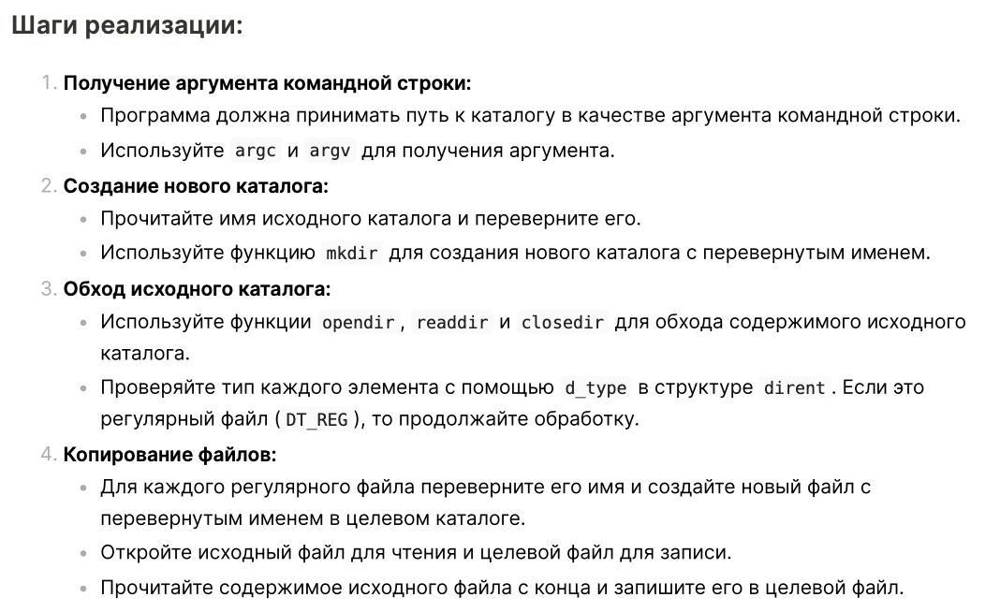 Шаги реализации:
1. Получение аргумента командной строки:
• Программа должна принимать путь к каталогу в качестве аргумента командной строки.
• Используйте argc и argv для получения аргумента.
2. Создание нового каталога:
• Прочитайте имя исходного каталога и переверните его.
• Используйте функцию mkdir для создания нового каталога с перевернутым именем.
3. Обход исходного каталога:
• Используйте функции opendir, readdir и closedir для обхода содержимого исходного
каталога.
• Проверяйте тип каждого элемента с помощью d_type в структуре dirent. Если это
регулярный файл (DT_REG), то продолжайте обработку.
4. Копирование файлов:
• Для каждого регулярного файла переверните его имя и создайте новый файл с
перевернутым именем в целевом каталоге.
• Откройте исходный файл для чтения и целевой файл для записи.
• Прочитайте содержимое исходного файла с конца и запишите его в целевой файл.